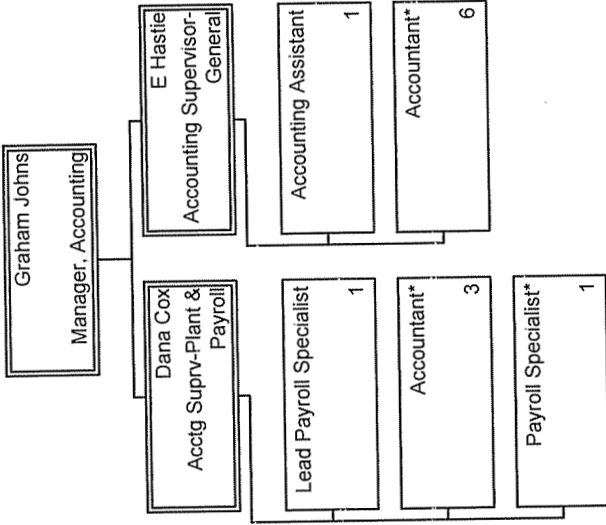 Graham Johns
Manager, Accounting
Dana Cox
Acctg Suprv-Plant &
Payroll
Lead Payroll Specialist
1
Accountant*
3
Payroll Specialist*
1
E Hastie
Accounting Supervisor-
General
Accounting Assistant
1
Accountant*
6